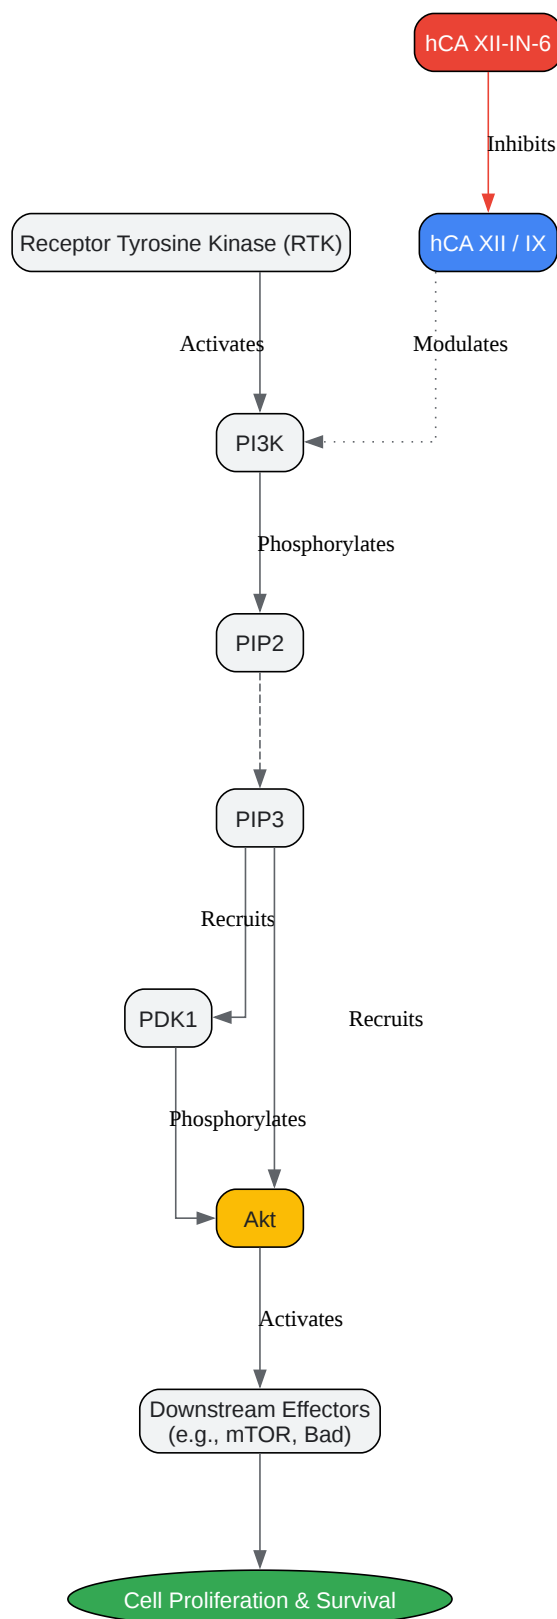 hCA XII-IN-6
Inhibits
Receptor Tyrosine Kinase (RTK)
hCA XII / IX
Activates
Modulates
PI3K
Phosphorylates
PIP2
PIP3
Recruits
PDK1
Recruits
Phosphorylates
Akt
Activates
Downstream Effectors
(e.g., mTOR, Bad)
Cell Proliferation & Survival